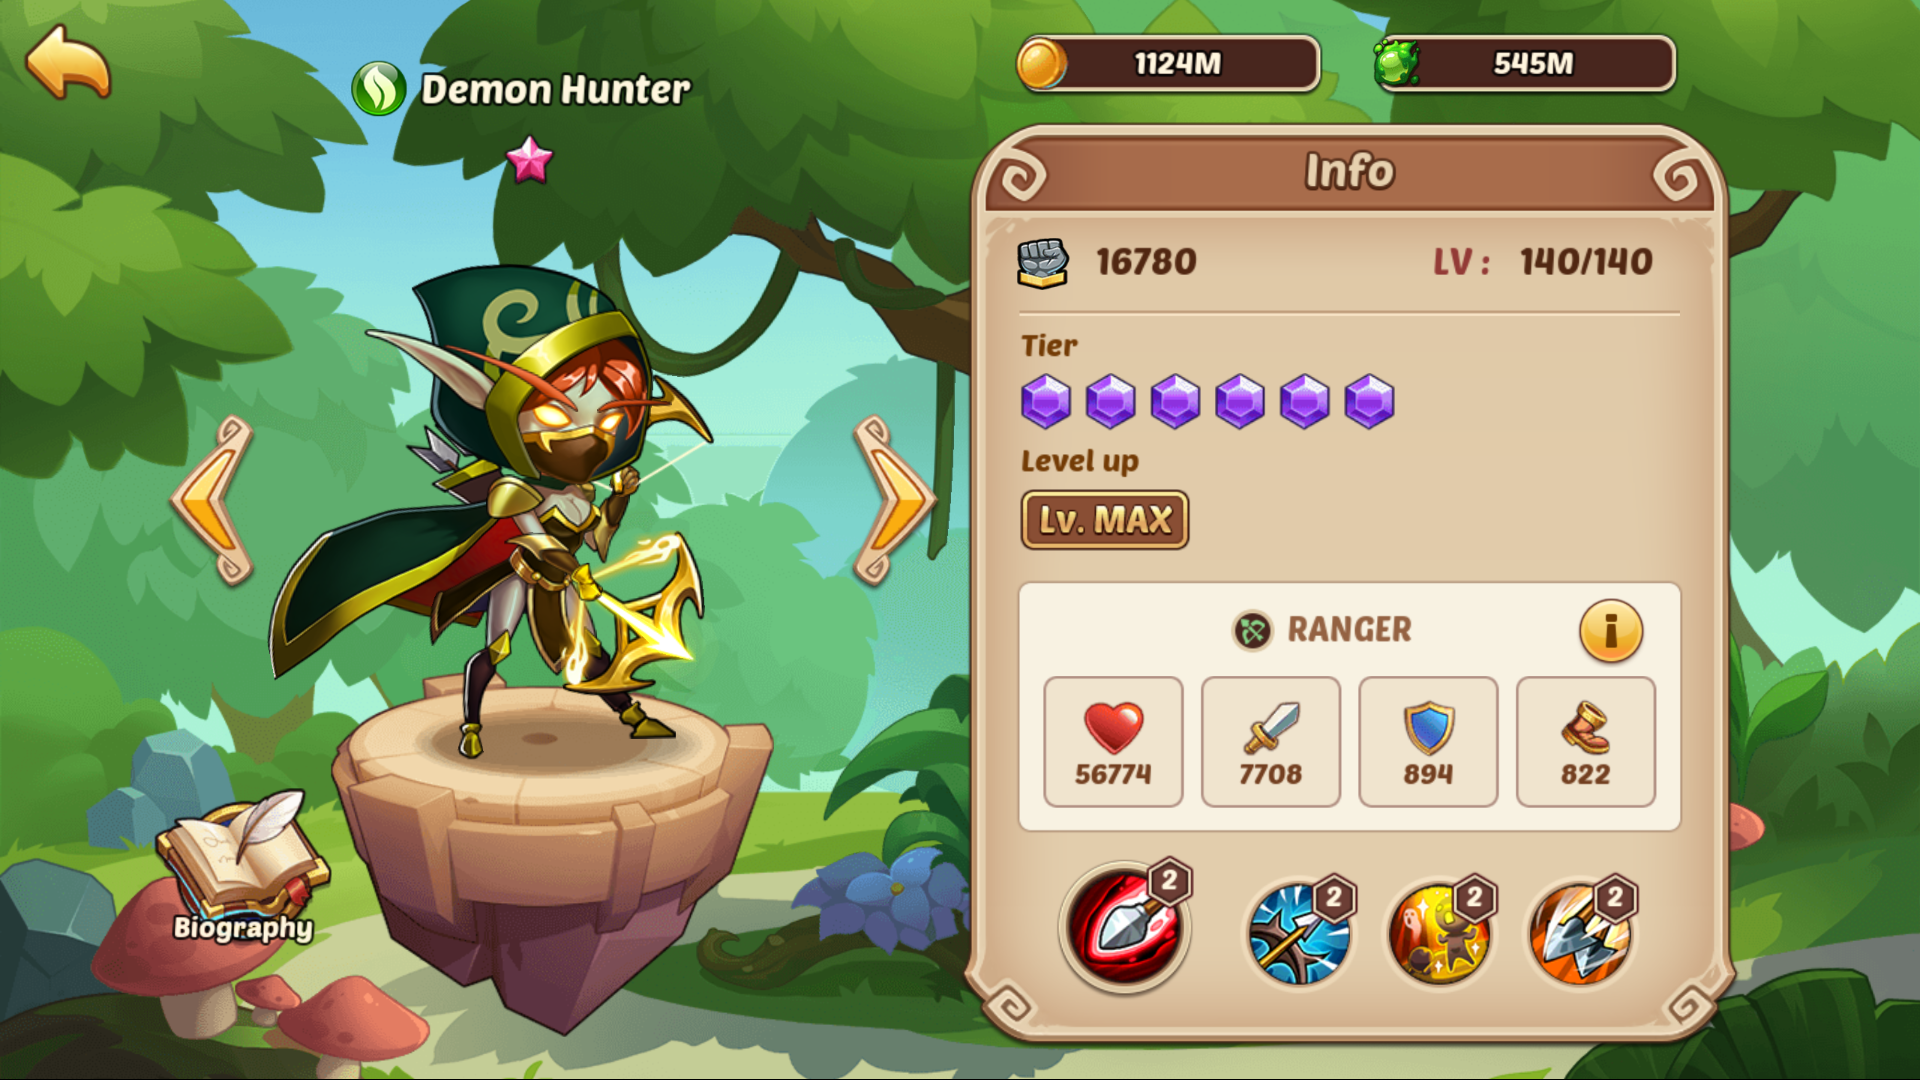 Demon Hunter
1124M
545M
Info
16780
LV : 140/140
Tier
Level up
Lv. MAX
RANGER
56774
7708
894
822
2
2
2
2
Biography